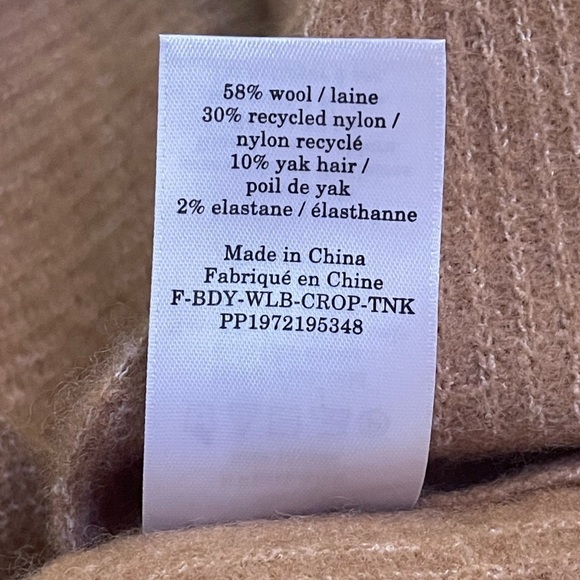 58% wool / laine
30% recycled nylon /
nylon recyclé
10% yak hair /
poil de yak
2% elastane / élasthanne
Made in China
Fabriqué en Chine
F-BDY-WLB-CROP-TNK
PP1972195348